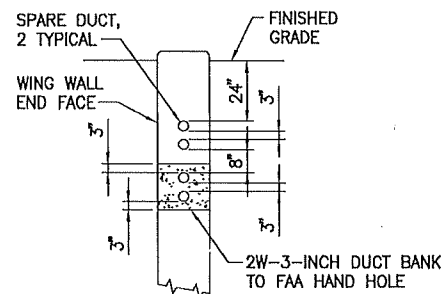 SPARE DUCT,
2 TYPICAL
FINISHED
GRADE
WING WALL
END FACE
24"
3"
3"
8"
3"
3"
2W-3-INCH DUCT BANK
TO FAA HAND HOLE